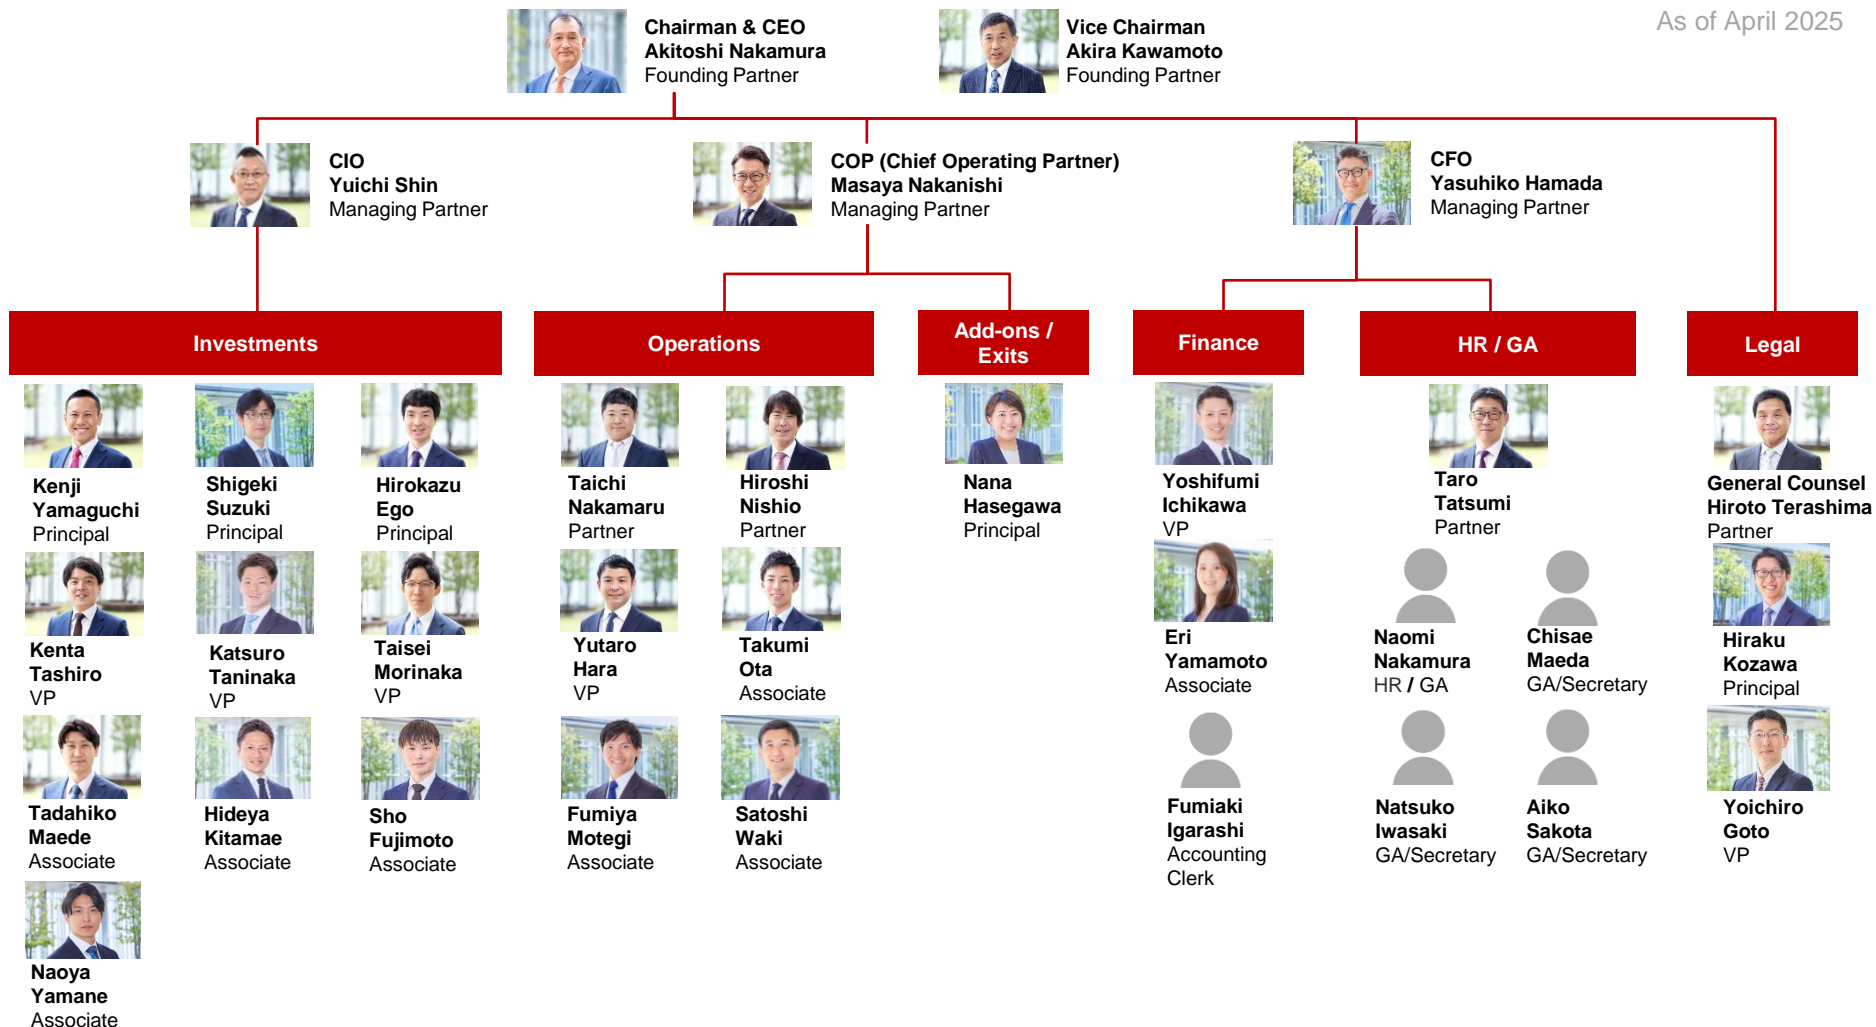 As of April 2025
Chairman & CEO
Akitoshi Nakamura
Founding Partner
Vice Chairman
Akira Kawamoto
Founding Partner
CIO
Yuichi Shin
Managing Partner
COP (Chief Operating Partner)
Masaya Nakanishi
Managing Partner
CFO
Yasuhiko Hamada
Managing Partner
Investments
Kenji
Yamaguchi
Principal
Shigeki
Suzuki
Principal
Hirokazu
Ego
Principal
Kenta
Tashiro
VP
Katsuro
Taninaka
VP
Taisei
Morinaka
VP
Tadahiko
Maede
Associate
Hideya
Kitamae
Associate
Sho
Fujimoto
Associate
Naoya
Yamane
Associate
Operations
Taichi
Nakamaru
Partner
Hiroshi
Nishio
Partner
Yutaro
Hara
VP
Takumi
Ota
Associate
Fumiya
Motegi
Associate
Satoshi
Waki
Associate
Add-ons /
Exits
Nana
Hasegawa
Principal
Finance
Yoshifumi
Ichikawa
VP
Eri
Yamamoto
Associate
Fumiaki
Igarashi
Accounting
Clerk
HR / GA
Taro
Tatsumi
Partner
Naomi
Nakamura
HR / GA
Chisae
Maeda
GA/Secretary
Natsuko
Iwasaki
GA/Secretary
Aiko
Sakota
GA/Secretary
Legal
General Counsel
Hiroto Terashima
Partner
Hiraku
Kozawa
Principal
Yoichiro
Goto
VP